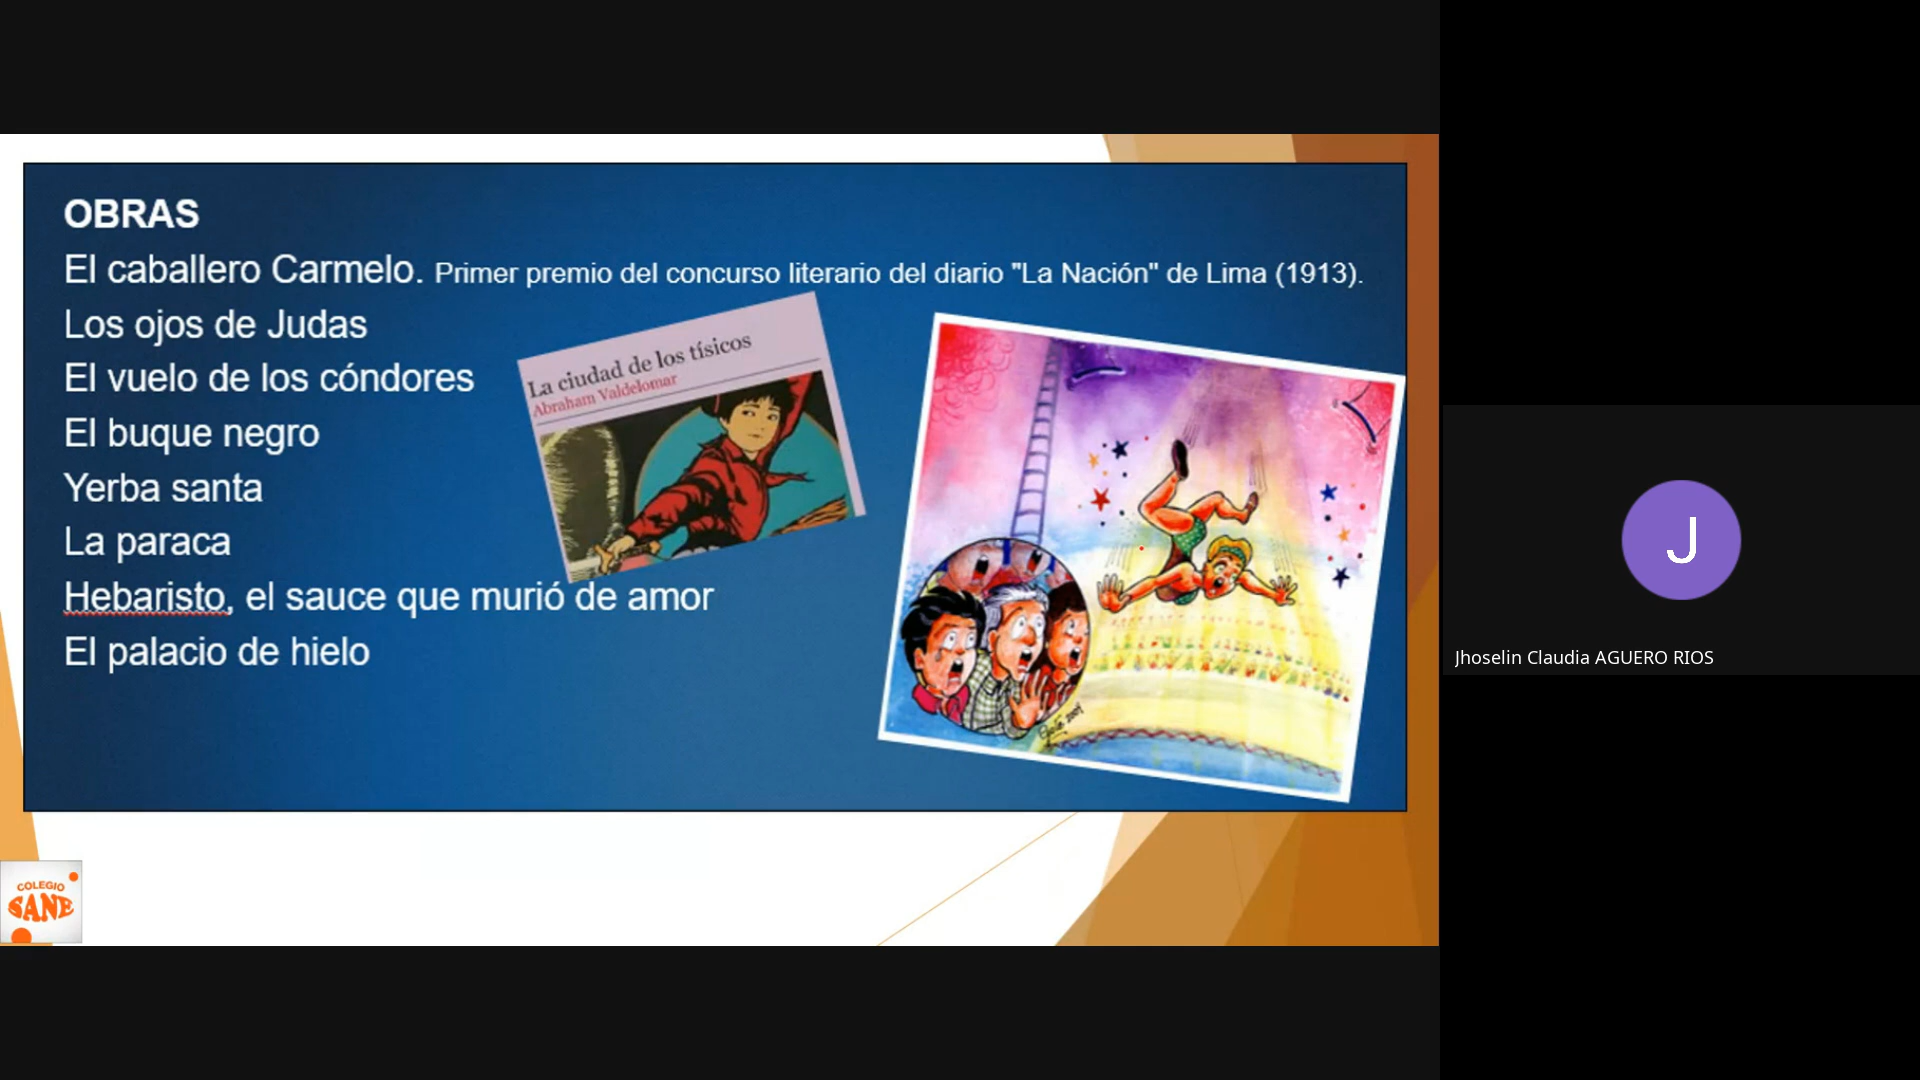 OBRAS
El caballero Carmelo. Primer premio del concurso literario del diario "La Nación" de Lima (1913).
Los ojos de Judas
El vuelo de los cóndores
El buque negro
Yerba santa
La paraca
Hebaristo, el sauce que murió de amor
El palacio de hielo
La ciudad de los tísicos
Abraham Valdelomar
2001
COLEGIO
SANE
J
Jhoselin Claudia AGUERO RIOS